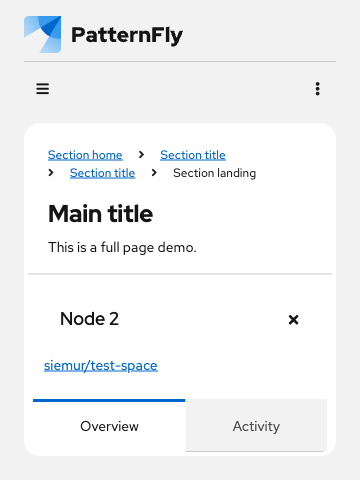 PatternFly
Section home > Section title
> Section title > Section landing
Main title
This is a full page demo.
Node 2
siemur/test-space
Overview Activity